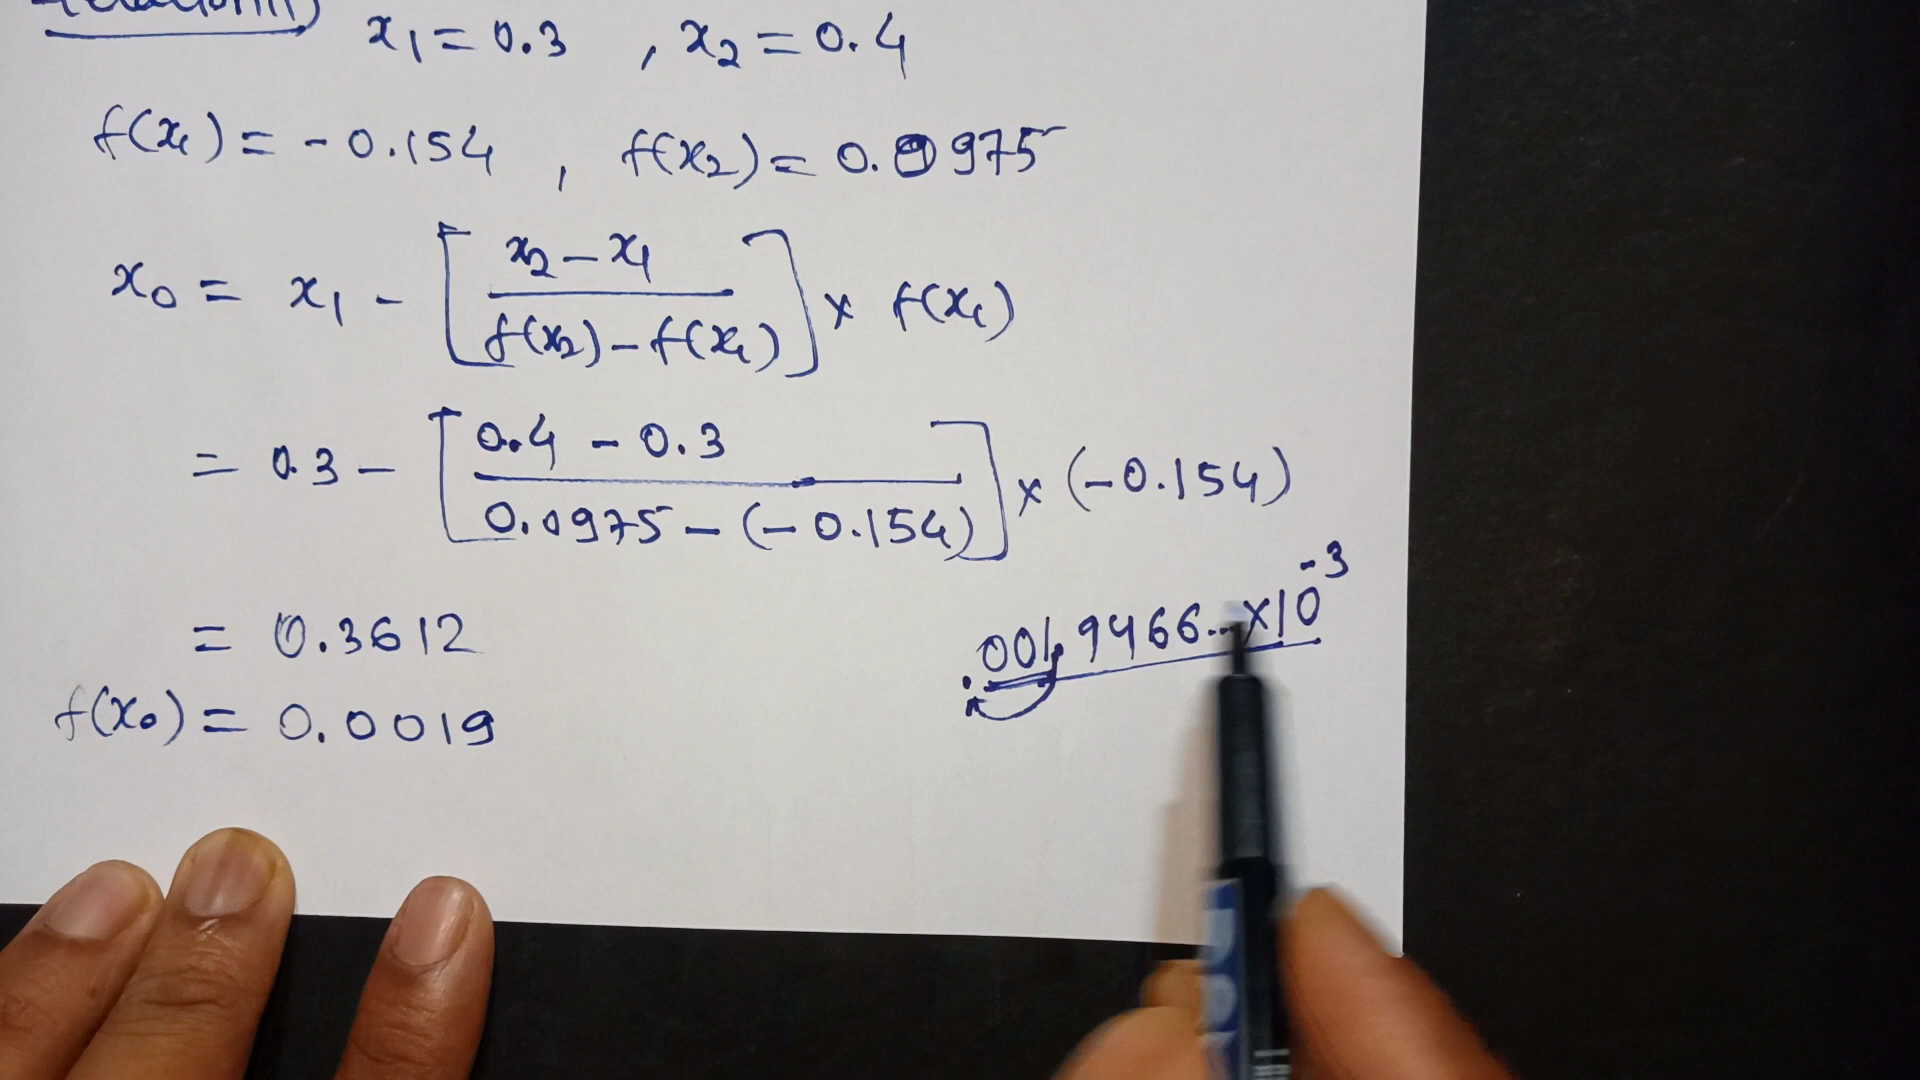 x₁ = 0.3 , x₂ = 0.4
f(x₁) = -0.154 , f(x₂) = 0.0975
x₀ = x₁ - [ (x₂ - x₁) / (f(x₂) - f(x₁)) ] × f(x₁)
= 0.3 - [ (0.4 - 0.3) / (0.0975 - (-0.154)) ] × (-0.154)
= 0.3612
.001.9466...×10⁻³
f(x₀) = 0.0019